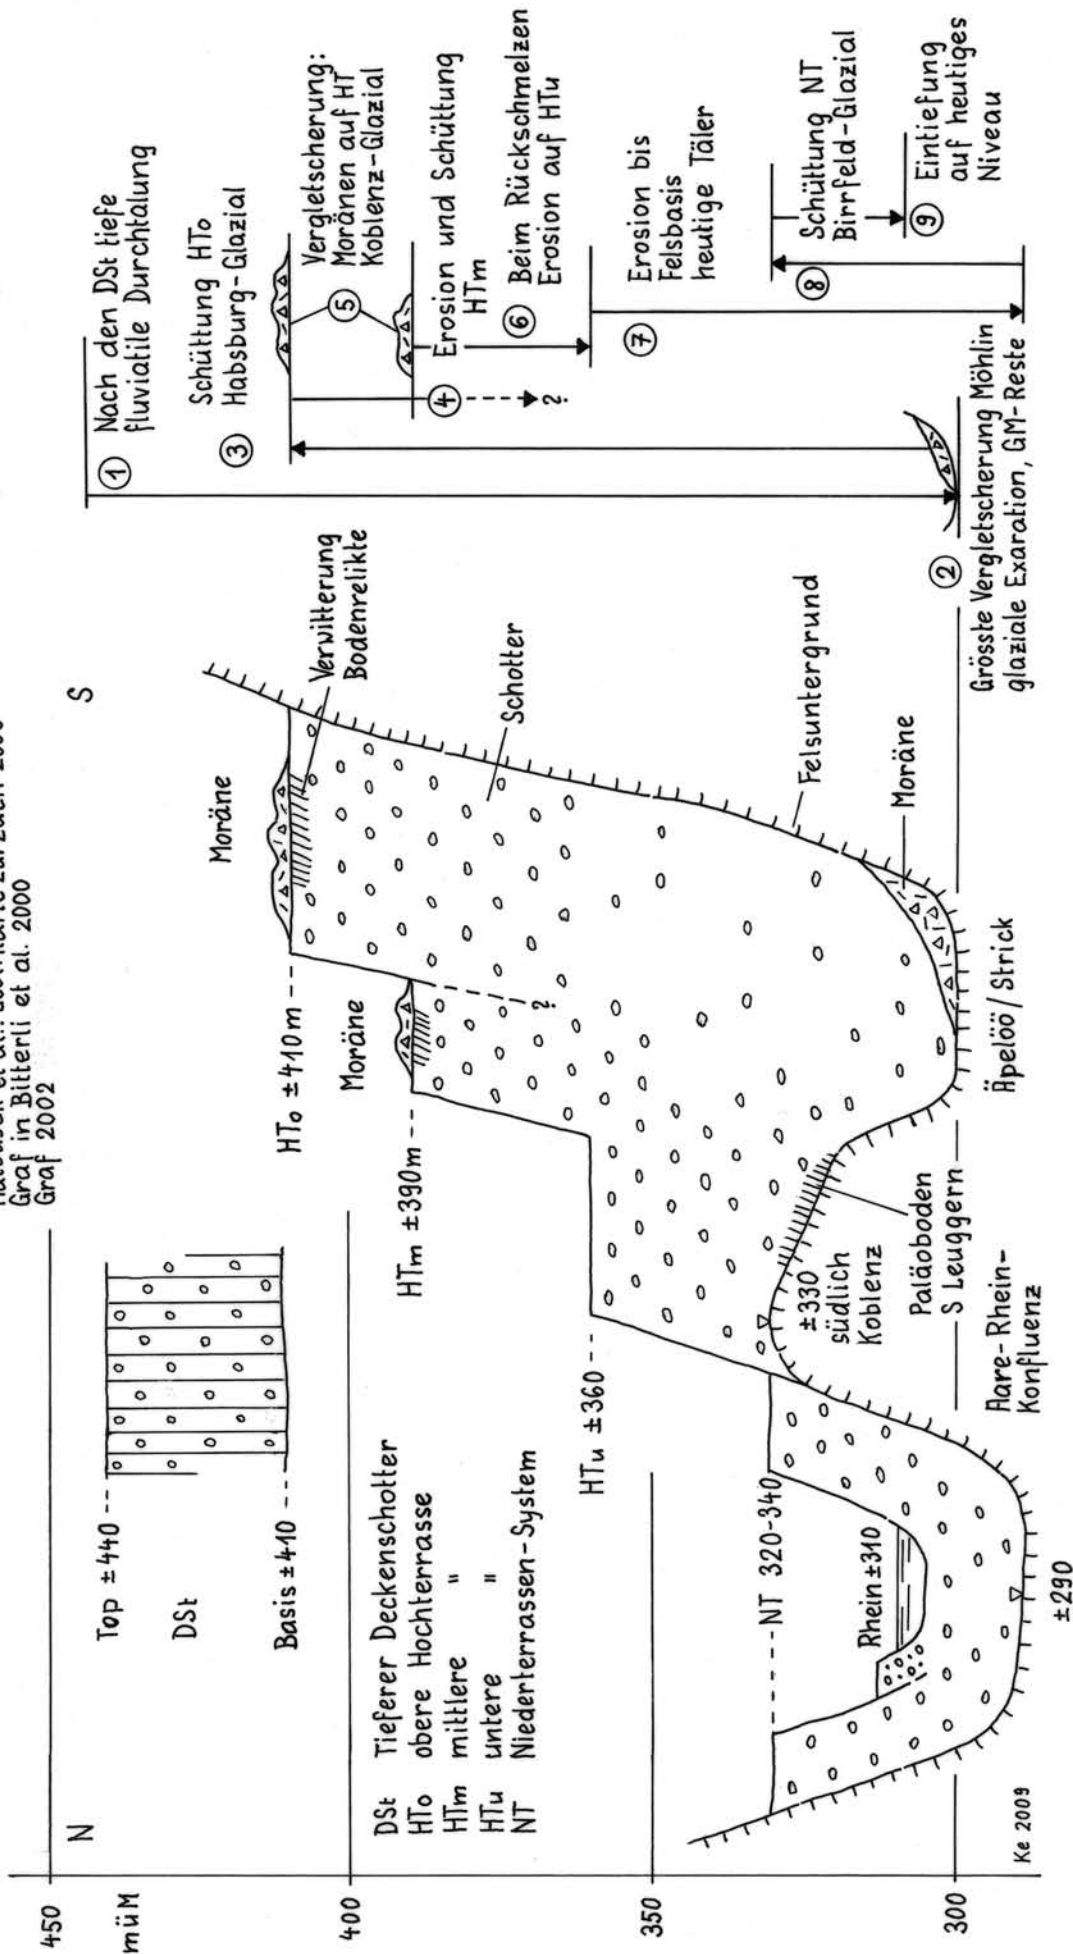 Graf in Bitterli et al. 2000
Graf 2002
450
müM
400
350
300
N
S
Top ±440
DSt
Basis ±410
DSt Tieferer Deckenschotter
HTo obere Hochterrasse
HTm mittlere "
HTu untere "
NT Niederterrassen-System
HTo ±410m
HTm ±390m
HTu ±360
NT 320-340
Rhein ±310
±290
Ke 2009
Moräne
Moräne
Verwitterung
Bodenrelikte
Schotter
Felsuntergrund
Moräne
?
±330
südlich
Koblenz
Paläoboden
S Leuggern
Aare-Rhein-
Konfluenz
Äpelöö / Strick
① Nach den DSt tiefe
fluviatile Durchtalung
② Grösste Vergletscherung Möhlin
glaziale Exaration, GM-Reste
③ Schüttung HTo
Habsburg-Glazial
④ Erosion und Schüttung
HTm
?
⑤ Vergletscherung:
Moränen auf HT
Koblenz-Glazial
⑥ Beim Rückschmelzen
Erosion auf HTu
⑦ Erosion bis
Felsbasis
heutige Täler
⑧ Schüttung NT
Birrfeld-Glazial
⑨ Eintiefung
auf heutiges
Niveau